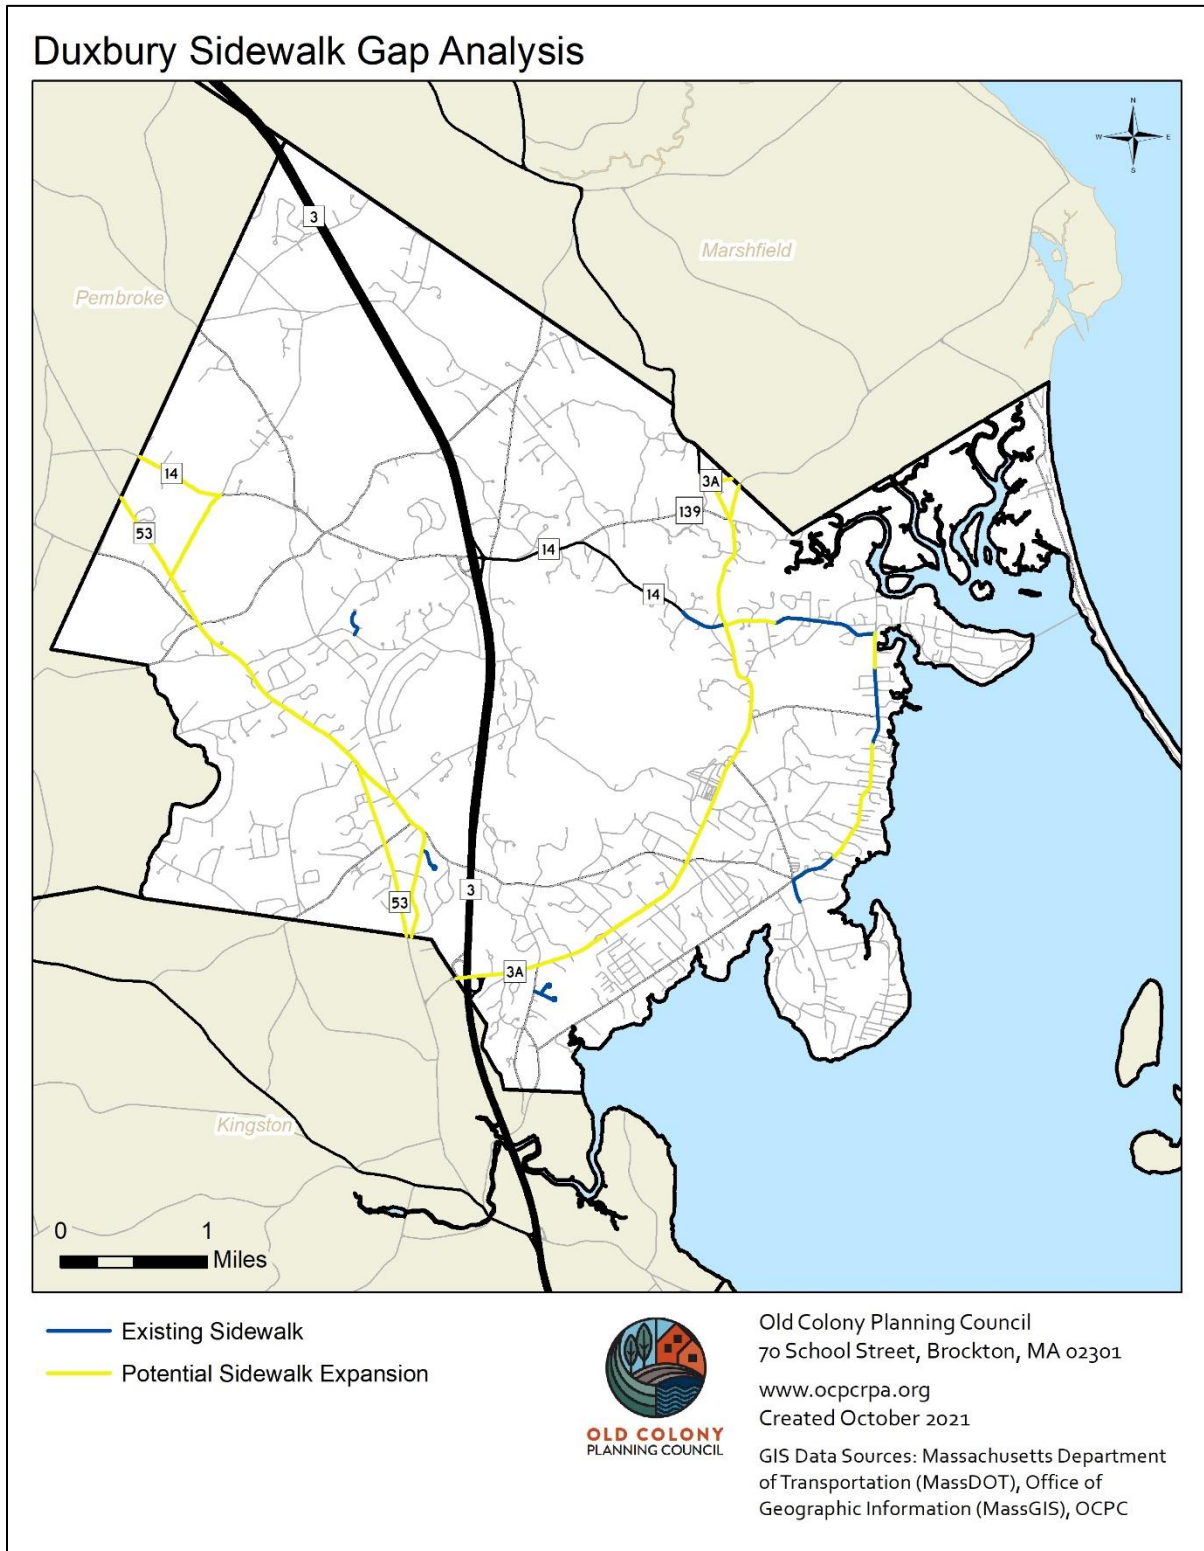 Duxbury Sidewalk Gap Analysis
N
W E
S
3
Marshfield
Pembroke
14
3A
139
53
14
14
3
53
3A
Kingston
0 1
Miles
Existing Sidewalk
Potential Sidewalk Expansion
OLD COLONY
PLANNING COUNCIL
Old Colony Planning Council
70 School Street, Brockton, MA 02301
www.ocpcrpa.org
Created October 2021
GIS Data Sources: Massachusetts Department
of Transportation (MassDOT), Office of
Geographic Information (MassGIS), OCPC